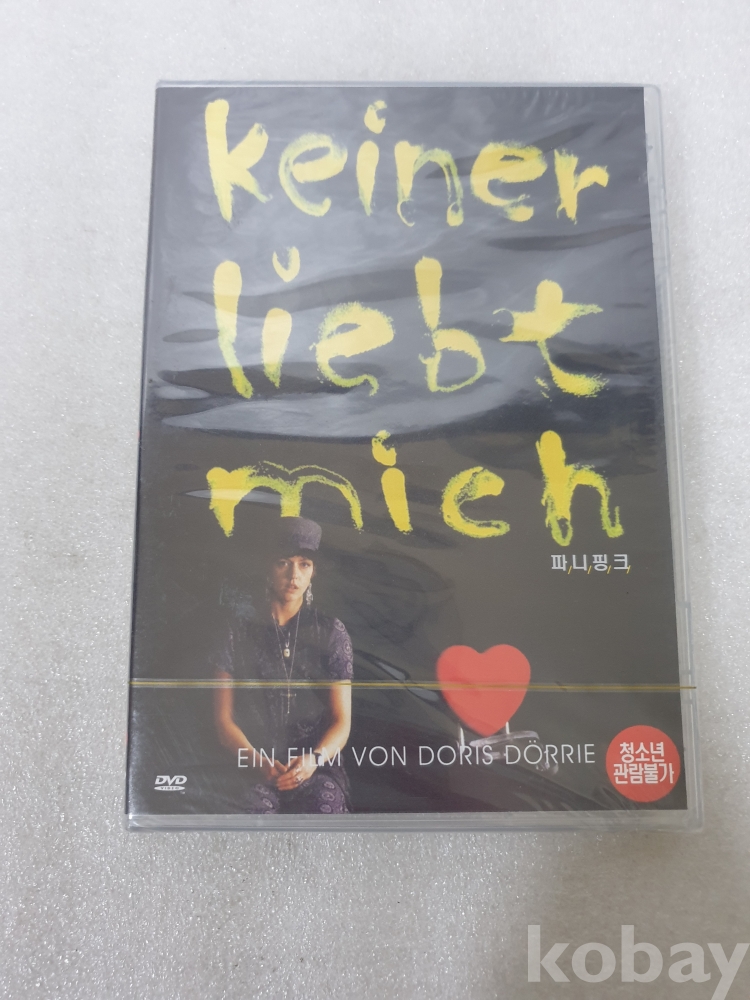 keiner
liebt
mich
파니핑크
EIN FILM VON DORIS DÖRRIE
청소년
관람불가
DVD
VIDEO
kobay